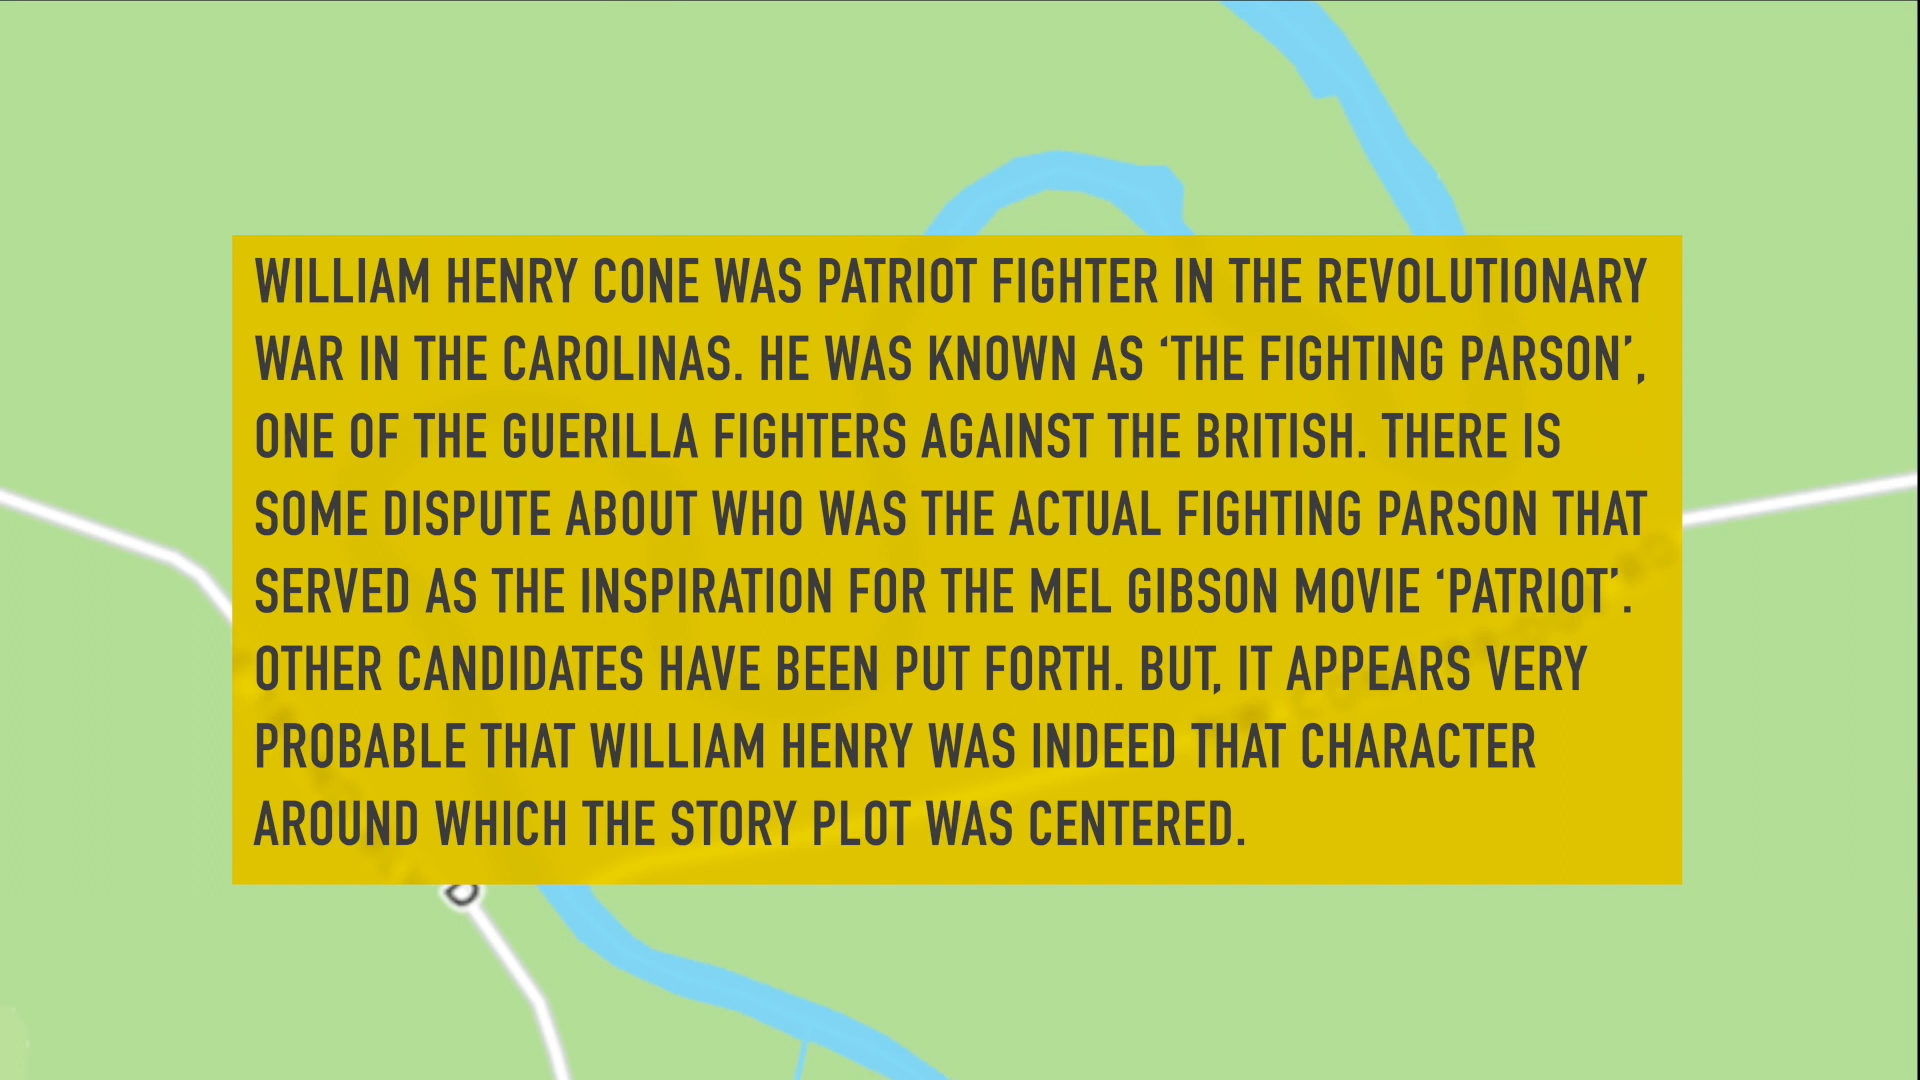 WILLIAM HENRY CONE WAS PATRIOT FIGHTER IN THE REVOLUTIONARY
WAR IN THE CAROLINAS. HE WAS KNOWN AS ‘THE FIGHTING PARSON’,
ONE OF THE GUERILLA FIGHTERS AGAINST THE BRITISH. THERE IS
SOME DISPUTE ABOUT WHO WAS THE ACTUAL FIGHTING PARSON THAT
SERVED AS THE INSPIRATION FOR THE MEL GIBSON MOVIE ‘PATRIOT’.
OTHER CANDIDATES HAVE BEEN PUT FORTH. BUT, IT APPEARS VERY
PROBABLE THAT WILLIAM HENRY WAS INDEED THAT CHARACTER
AROUND WHICH THE STORY PLOT WAS CENTERED.